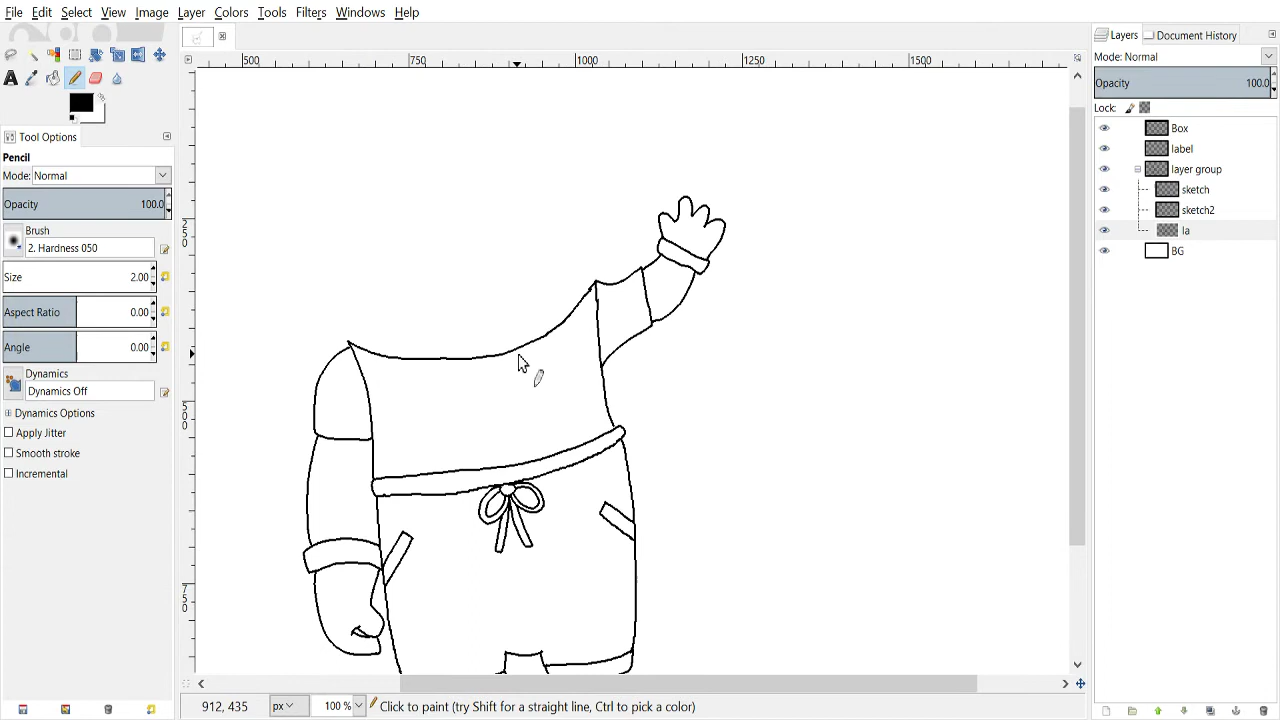 File Edit Select View Image Layer Colors Tools Filters Windows Help
Layers Document History
500 750 1000 1250 1500
Mode: Normal
Opacity 100.0
Lock:
Tool Options
Pencil
Mode: Normal
Opacity 100.0
Brush
2. Hardness 050
Size 2.00
Aspect Ratio 0.00
Angle 0.00
Dynamics
Dynamics Off
Dynamics Options
Apply Jitter
Smooth stroke
Incremental
250
500
750
Box
label
layer group
sketch
sketch2
la
BG
912, 435 px 100 % Click to paint (try Shift for a straight line, Ctrl to pick a color)